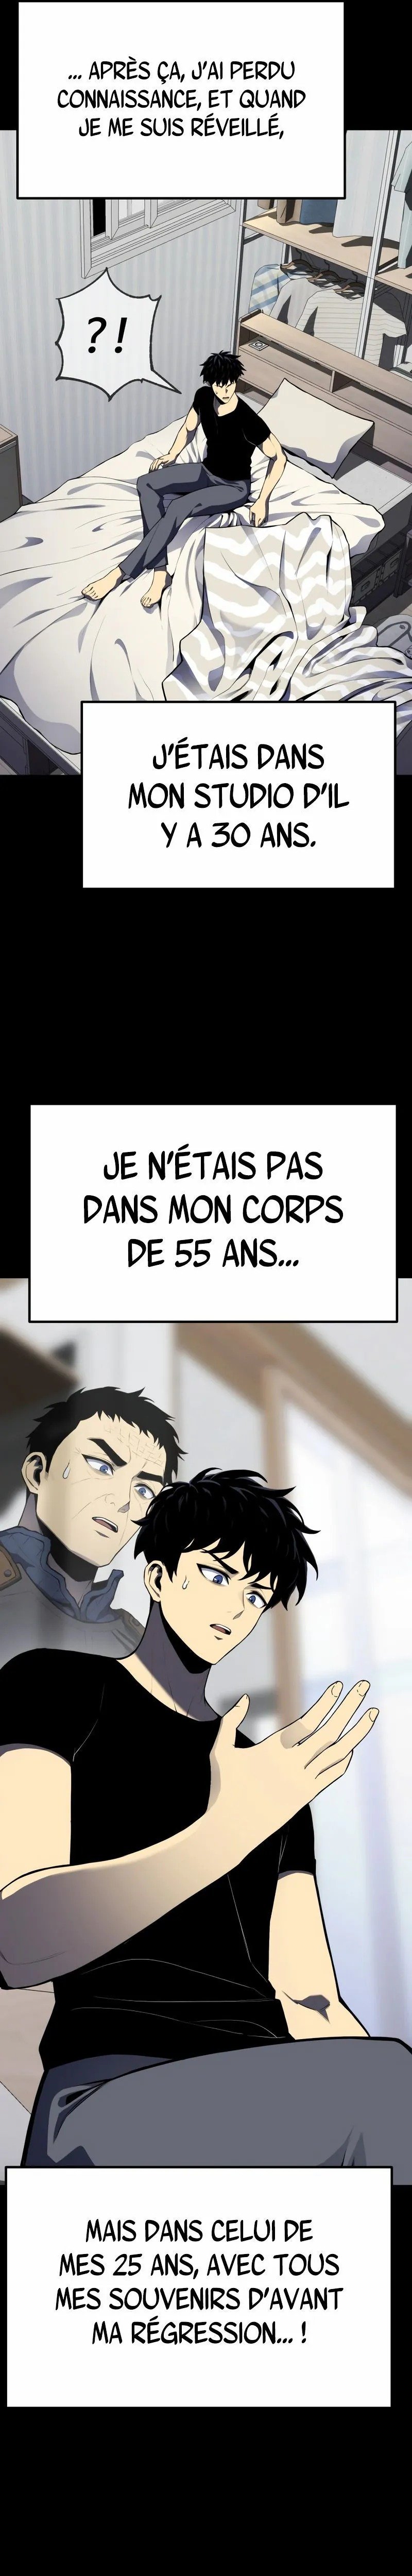 ... APRÈS ÇA, J'AI PERDU
CONNAISSANCE, ET QUAND
JE ME SUIS RÉVEILLÉ,
?!
J'ÉTAIS DANS
MON STUDIO D'IL
Y A 30 ANS.
JE N'ÉTAIS PAS
DANS MON CORPS
DE 55 ANS...
MAIS DANS CELUI DE
MES 25 ANS, AVEC TOUS
MES SOUVENIRS D'AVANT
MA RÉGRESSION... !